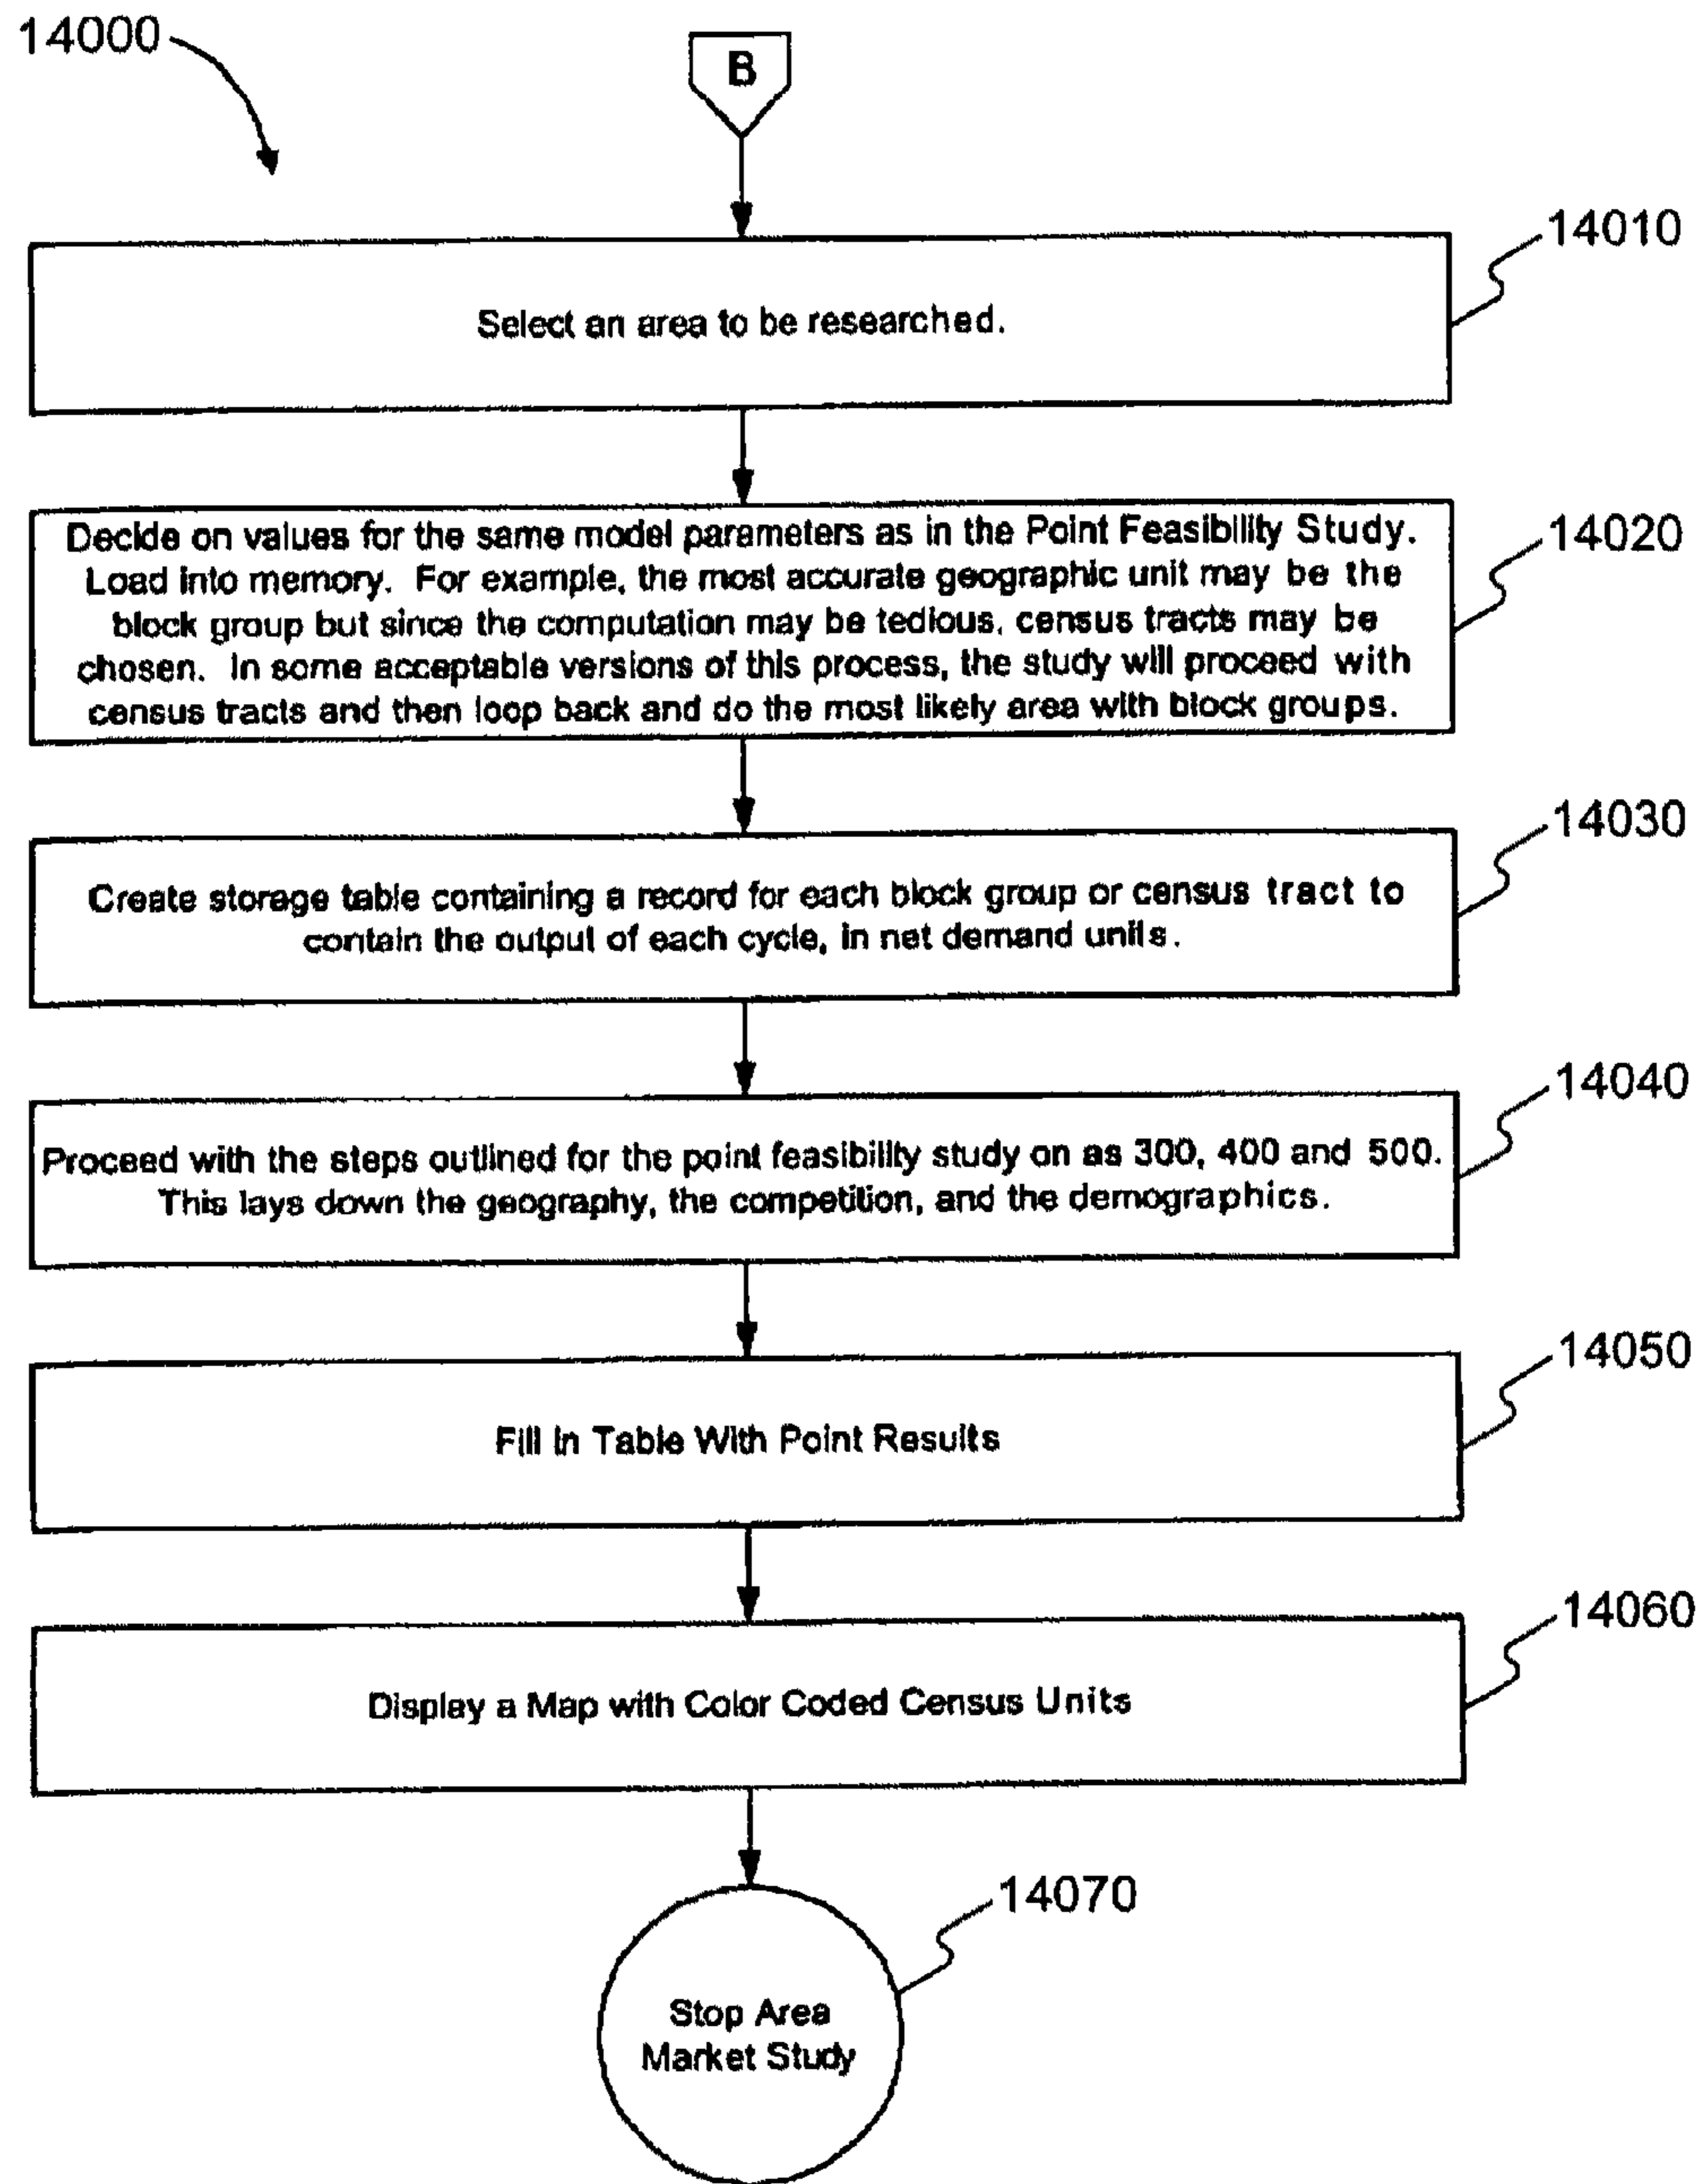 14000
B
14010
Select an area to be researched.
14020
Decide on values for the same model parameters as in the Point Feasibility Study.
Load into memory. For example, the most accurate geographic unit may be the
block group but since the computation may be tedious, census tracts may be
chosen. In some acceptable versions of this process, the study will proceed with
census tracts and then loop back and do the most likely area with block groups.
14030
Create storage table containing a record for each block group or census tract to
contain the output of each cycle, in net demand units.
14040
Proceed with the steps outlined for the point feasibility study on as 300, 400 and 500.
This lays down the geography, the competition, and the demographics.
14050
Fill in Table With Point Results
14060
Display a Map with Color Coded Census Units
14070
Stop Area
Market Study